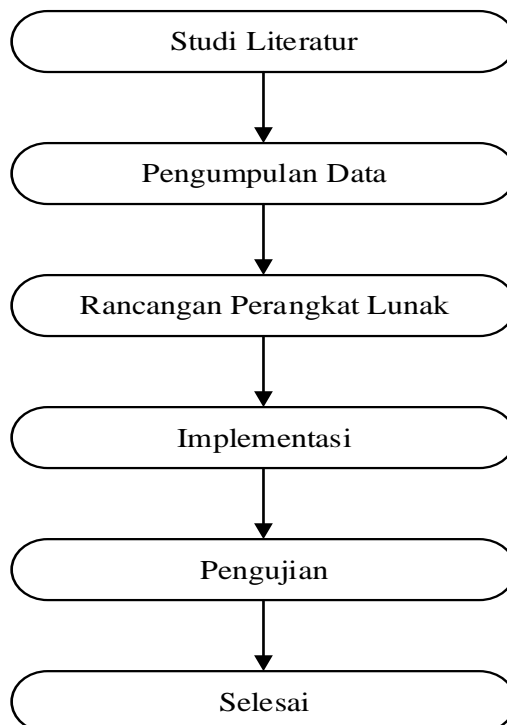 Studi Literatur
Pengumpulan Data
Rancangan Perangkat Lunak
Implementasi
Pengujian
Selesai